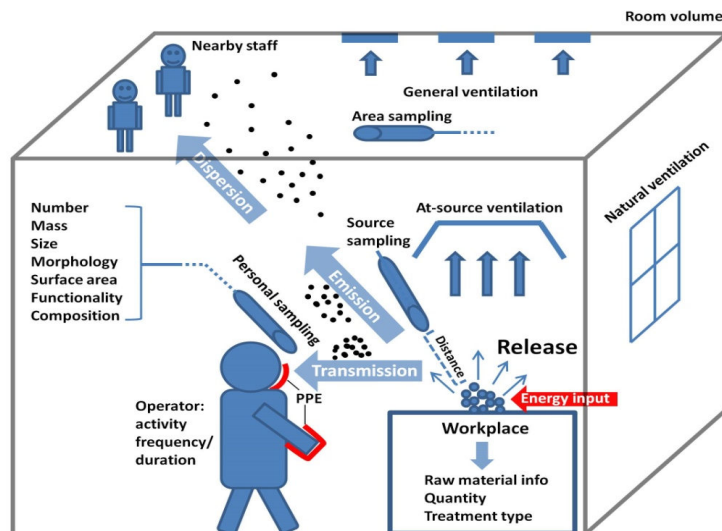 Room volume
Nearby staff
General ventilation
Area sampling
Dispersion
Natural ventilation
Number
Mass
Size
Morphology
Surface area
Functionality
Composition
At-source ventilation
Source
sampling
Emission
Personal sampling
Distance
Release
Transmission
Energy input
PPE
Operator:
activity
frequency/
duration
Workplace
Raw material info
Quantity
Treatment type